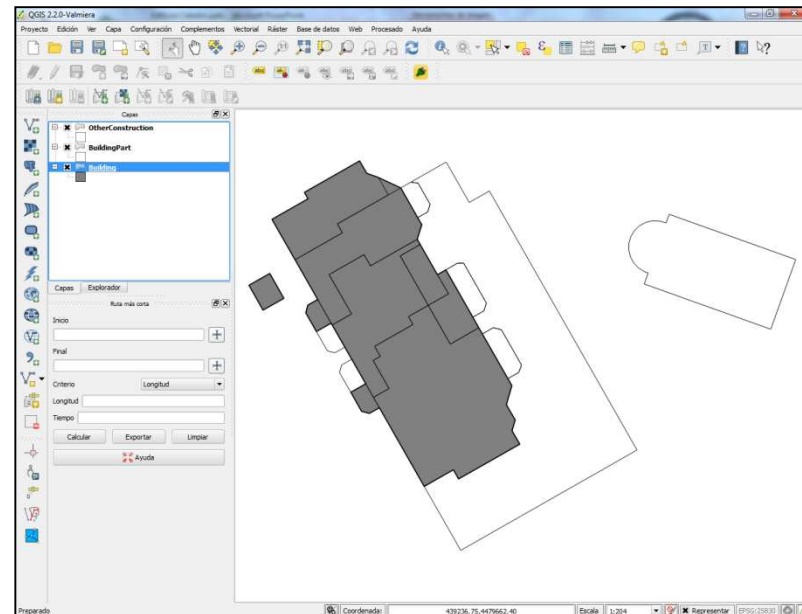 QGIS 2.2.0-Valmiera
Proyecto Edición Ver Capa Configuración Complementos Vectorial Ráster Base de datos Web Procesado Ayuda
Capas
OtherConstruction
BuildingPart
Building
Capas Explorador
Ruta más corta
Inicio
Final
Criterio Longitud
Longitud
Tiempo
Calcular Exportar Limpiar
Ayuda
Preparado Coordenada: 439236.75,4479662.40 Escala 1:204 Representar EPSG:25830